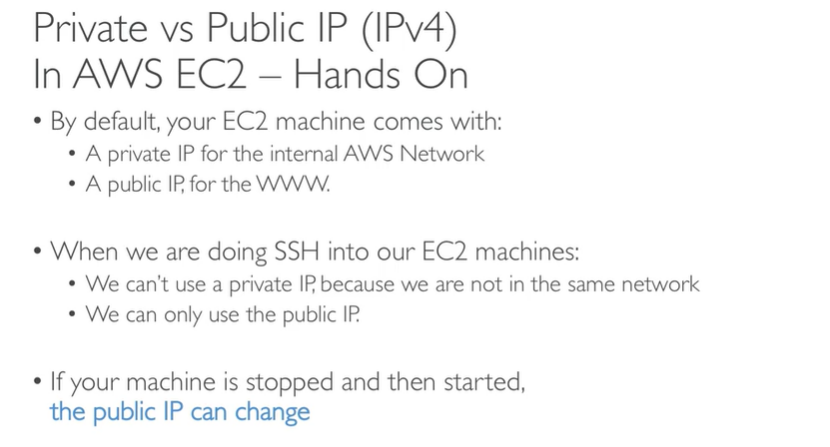 Private vs Public IP (IPv4)
In AWS EC2 – Hands On
• By default, your EC2 machine comes with:
• A private IP for the internal AWS Network
• A public IP, for the WWW.
• When we are doing SSH into our EC2 machines:
• We can't use a private IP, because we are not in the same network
• We can only use the public IP.
• If your machine is stopped and then started,
the public IP can change